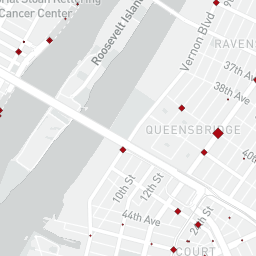 Cancer Center
Roosevelt Island
Vernon Blvd
RAVENS
37th Ave
38th Ave
QUEENSBRIDGE
40th
10th St
12th St
44th Ave
COURT